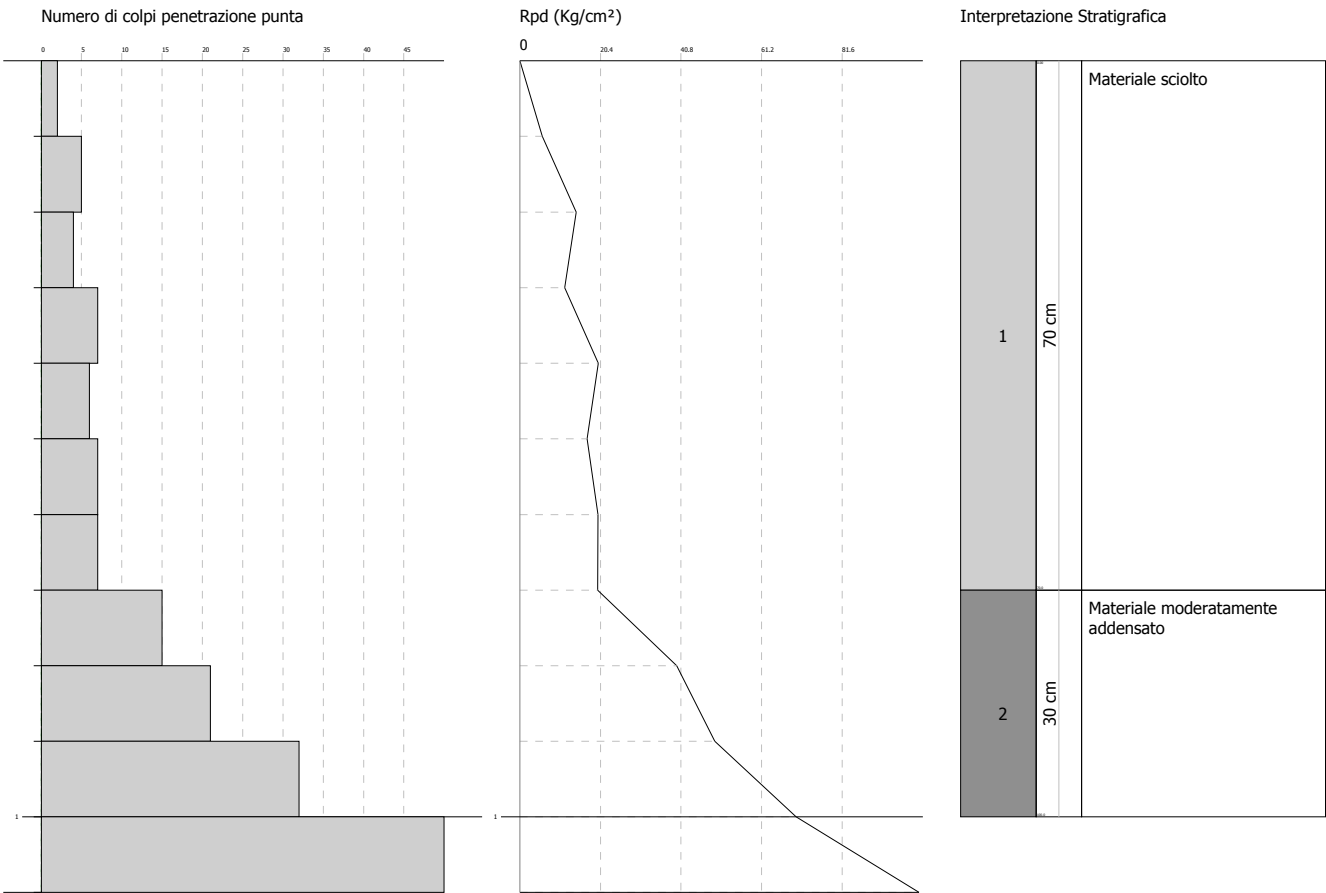 Numero di colpi penetrazione punta
Rpd (Kg/cm²)
Interpretazione Stratigrafica
0 5 10 15 20 25 30 35 40 45
0 20.4 40.8 61.2 81.6
Materiale sciolto
1
70 cm
Materiale moderatamente
addensato
2
30 cm
1
1